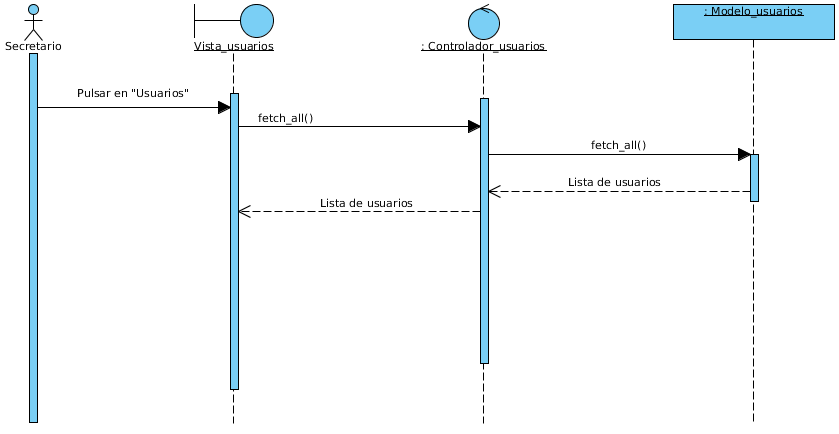 Secretario
Vista_usuarios
: Controlador_usuarios
: Modelo_usuarios
Pulsar en "Usuarios"
fetch_all()
fetch_all()
Lista de usuarios
Lista de usuarios